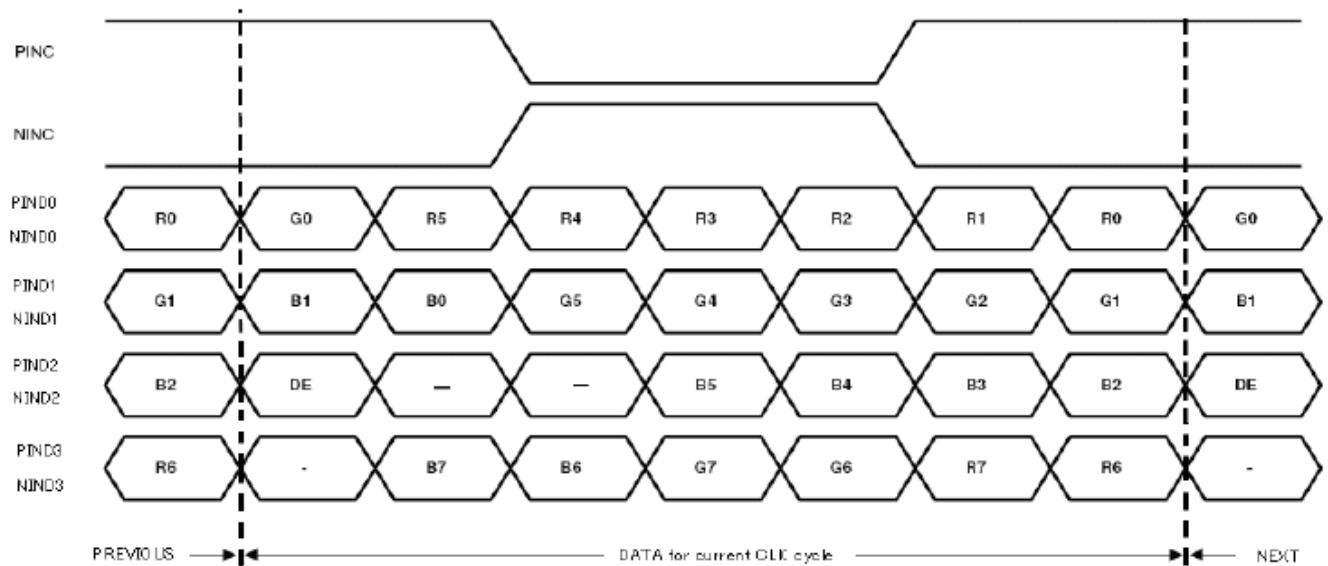 PINC
NINC
PIND0
NIND0
R0 G0 R5 R4 R3 R2 R1 R0 G0
PIND1
NIND1
G1 B1 B0 G5 G4 G3 G2 G1 B1
PIND2
NIND2
B2 DE — — B5 B4 B3 B2 DE
PIND3
NIND3
R6 - B7 B6 G7 G6 R7 R6 -
PREVIOUS DATA for current CLK cycle NEXT